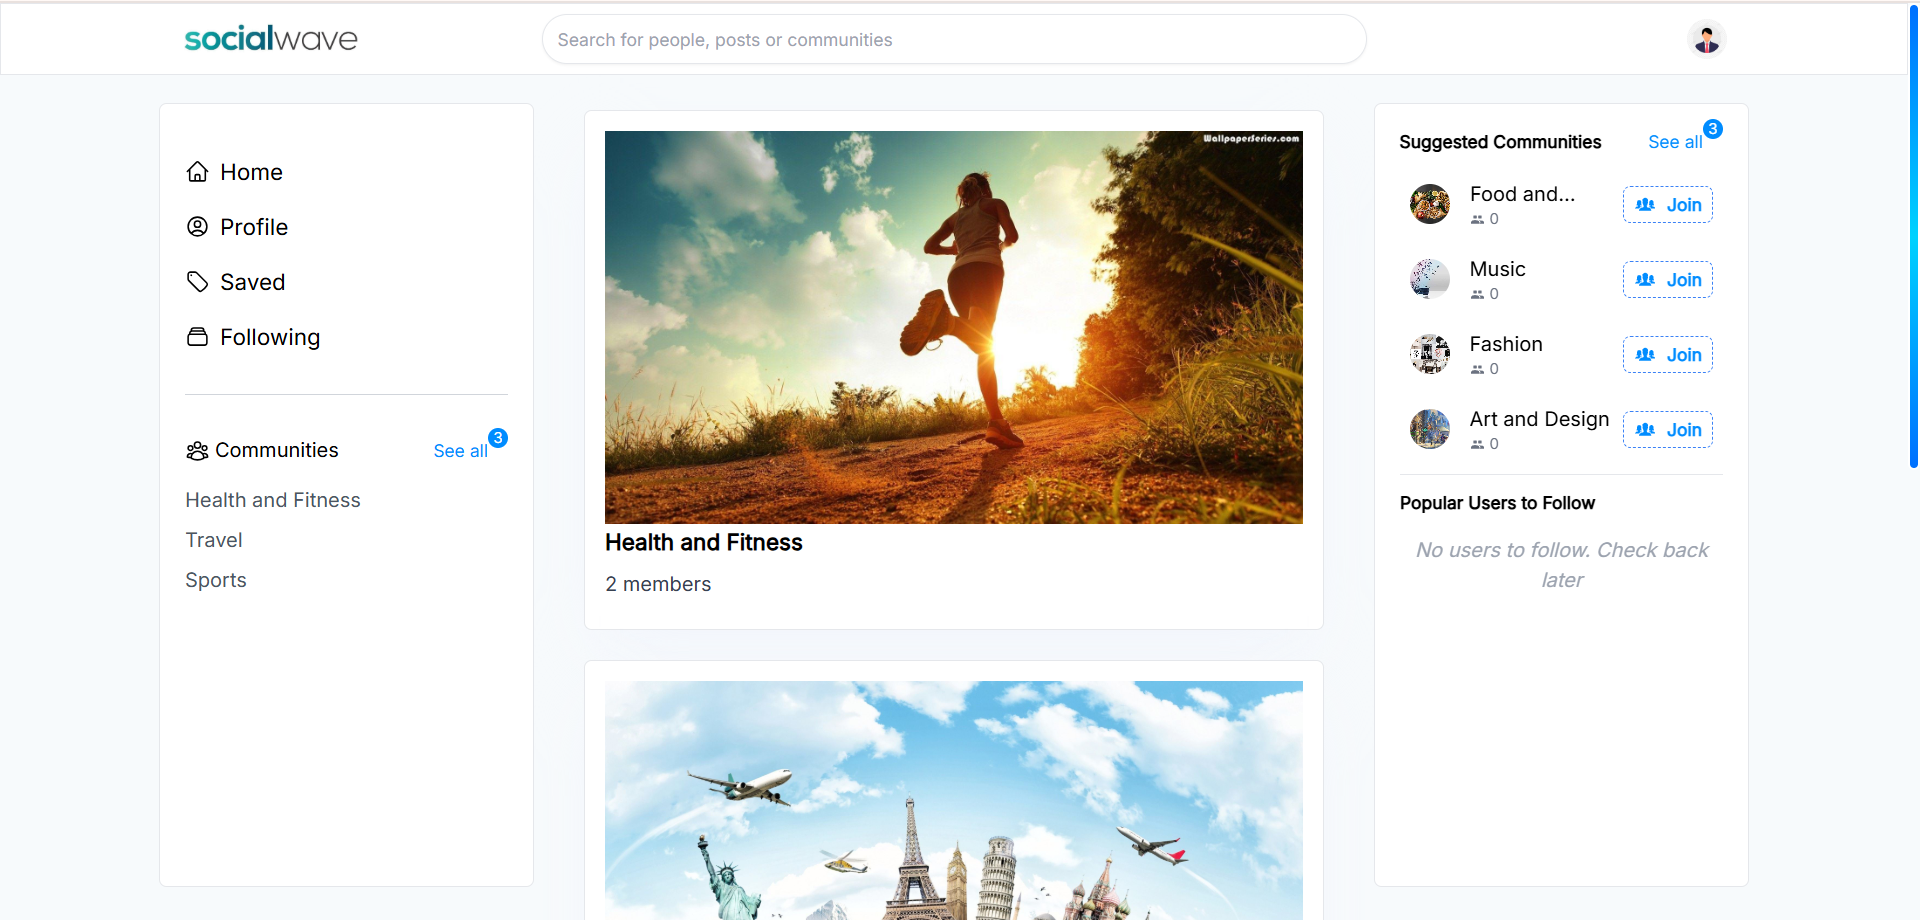 socialwave
Search for people, posts or communities
Home
Profile
Saved
Following
Communities
See all
3
Health and Fitness
Travel
Sports
WallpaperSeries.com
Health and Fitness
2 members
Suggested Communities
See all
3
Food and...
0
Join
Music
0
Join
Fashion
0
Join
Art and Design
0
Join
Popular Users to Follow
No users to follow. Check back
later